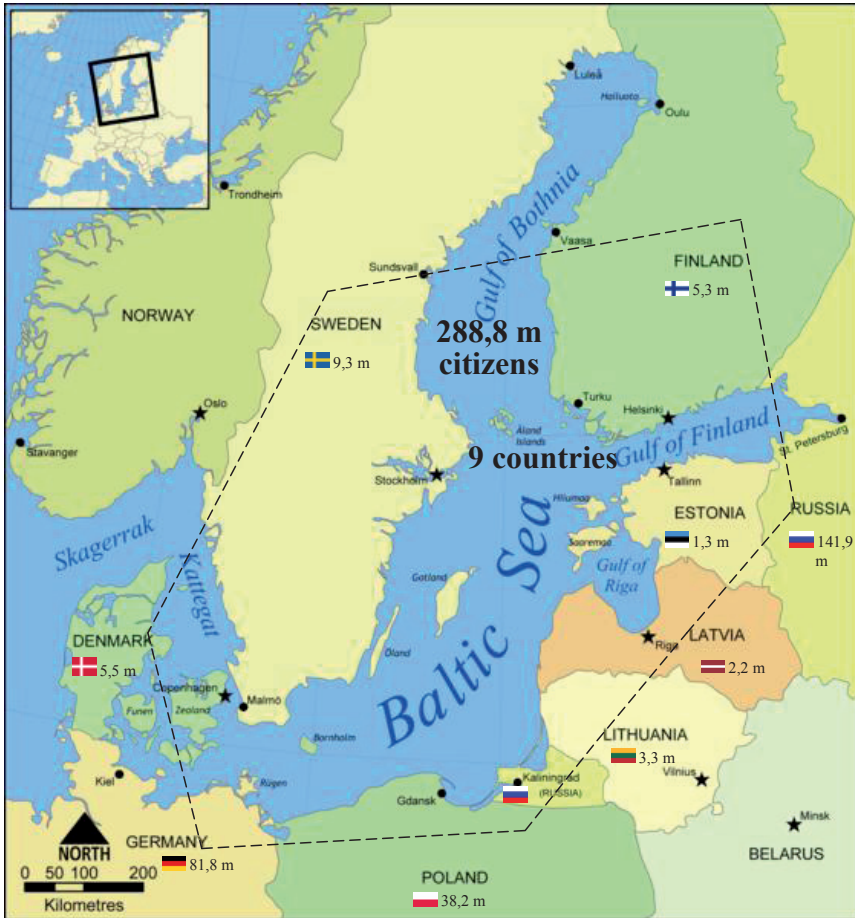 Luleå
Hailuoto
Oulu
Trondheim
Gulf of Bothnia
Vaasa
Sundsvall
FINLAND
5,3 m
NORWAY
SWEDEN
288,8 m
citizens
9,3 m
Oslo
Turku
Helsinki
Åland
Islands
Gulf of Finland
St. Petersburg
Stavanger
9 countries
Stockholm
Tallinn
Hiiumaa
ESTONIA
RUSSIA
Skagerrak
Saaremaa
1,3 m
141,9
m
Kattegat
Gulf of
Riga
Gotland
Baltic Sea
DENMARK
5,5 m
Öland
Riga
LATVIA
2,2 m
Copenhagen
Malmö
Funen
Zealand
Bornholm
LITHUANIA
3,3 m
Vilnius
Kiel
Rügen
Gdansk
Kaliningrad
(RUSSIA)
Minsk
GERMANY
81,8 m
BELARUS
NORTH
0 50 100 200
Kilometres
POLAND
38,2 m